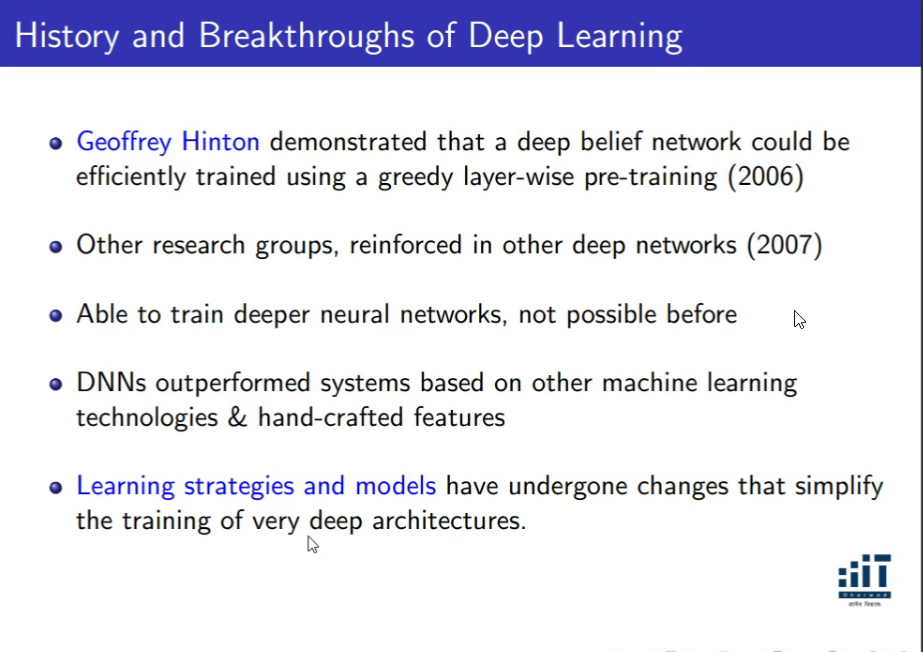 History and Breakthroughs of Deep Learning
Geoffrey Hinton demonstrated that a deep belief network could be
efficiently trained using a greedy layer-wise pre-training (2006)
Other research groups, reinforced in other deep networks (2007)
Able to train deeper neural networks, not possible before
DNNs outperformed systems based on other machine learning
technologies & hand-crafted features
Learning strategies and models have undergone changes that simplify
the training of very deep architectures.
iiiT
Dharwad